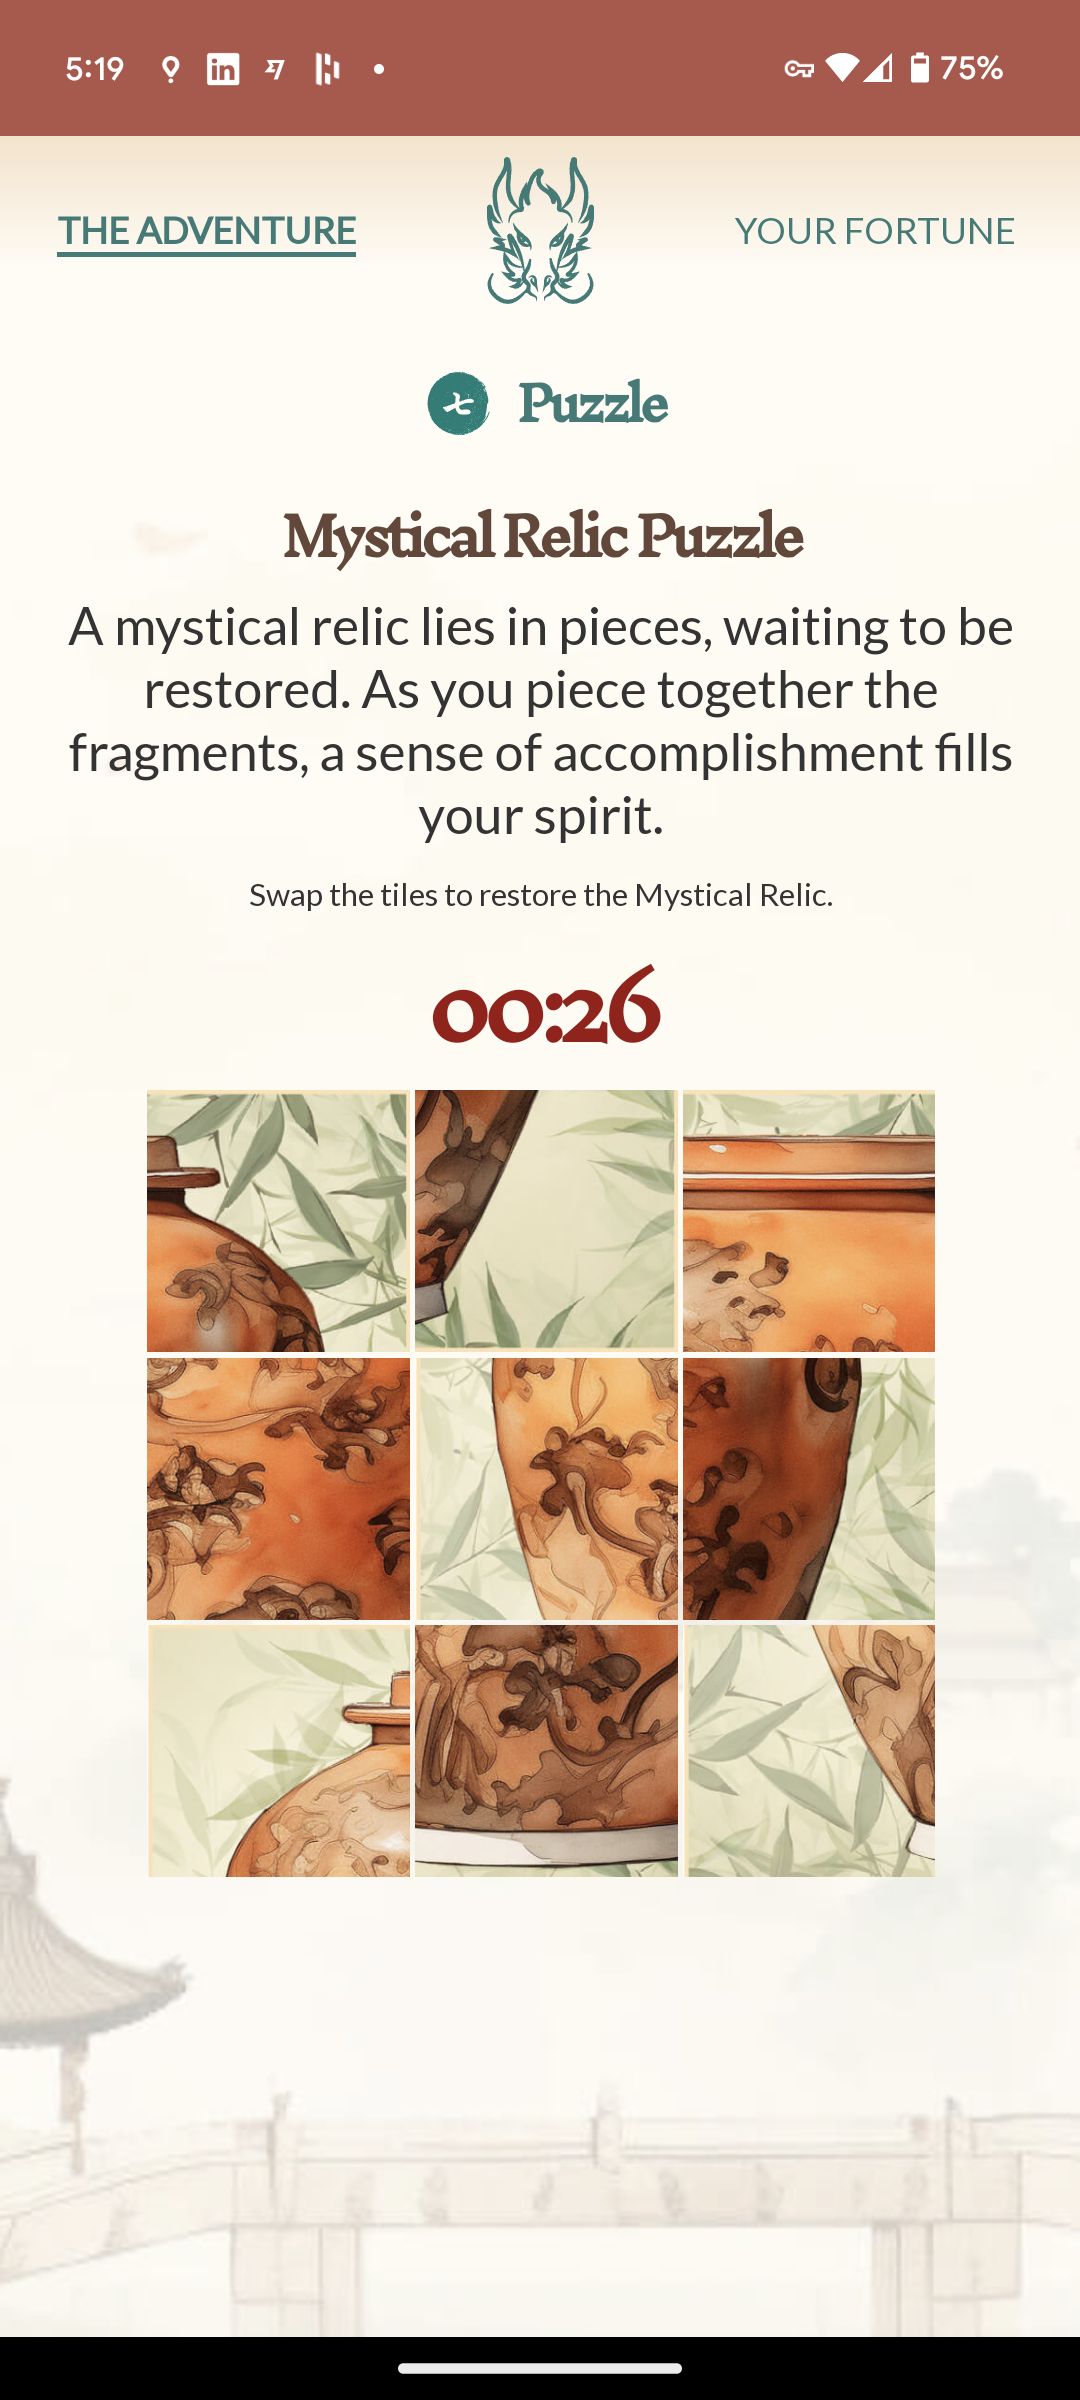 5:19
75%
THE ADVENTURE
YOUR FORTUNE
七 Puzzle
Mystical Relic Puzzle
A mystical relic lies in pieces, waiting to be
restored. As you piece together the
fragments, a sense of accomplishment fills
your spirit.
Swap the tiles to restore the Mystical Relic.
00:26